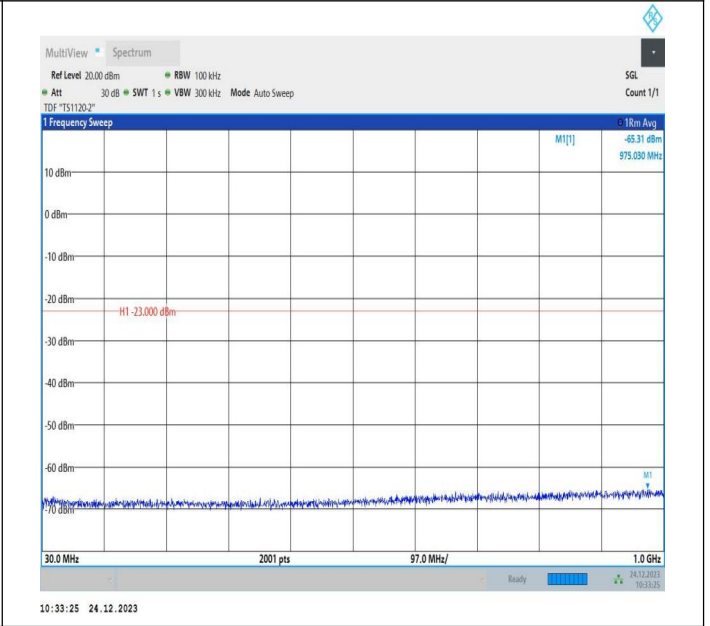 R&S
MultiView Spectrum
Ref Level 20.00 dBm RBW 100 kHz SGL
Att 30 dB SWT 1 s VBW 300 kHz Mode Auto Sweep Count 1/1
TDF "TS1120-2"
1 Frequency Sweep 1Rm Avg
M1[1] -65.31 dBm
975.030 MHz
10 dBm
0 dBm
-10 dBm
-20 dBm
H1 -23.000 dBm
-30 dBm
-40 dBm
-50 dBm
-60 dBm
M1
-70 dBm
30.0 MHz 2001 pts 97.0 MHz/ 1.0 GHz
Ready 24.12.2023
10:33:25
10:33:25 24.12.2023